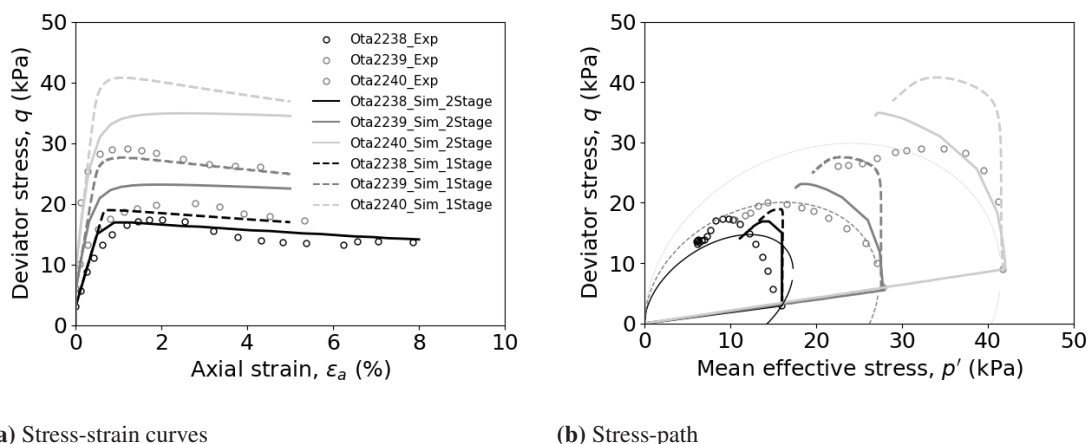 50
40
30
20
10
0
0
2
4
6
8
10
Deviator stress, q (kPa)
Axial strain, εa (%)
Ota2238_Exp
Ota2239_Exp
Ota2240_Exp
Ota2238_Sim_2Stage
Ota2239_Sim_2Stage
Ota2240_Sim_2Stage
Ota2238_Sim_1Stage
Ota2239_Sim_1Stage
Ota2240_Sim_1Stage
50
40
30
20
10
0
0
10
20
30
40
50
Deviator stress, q (kPa)
Mean effective stress, p′ (kPa)
a) Stress-strain curves
(b) Stress-path